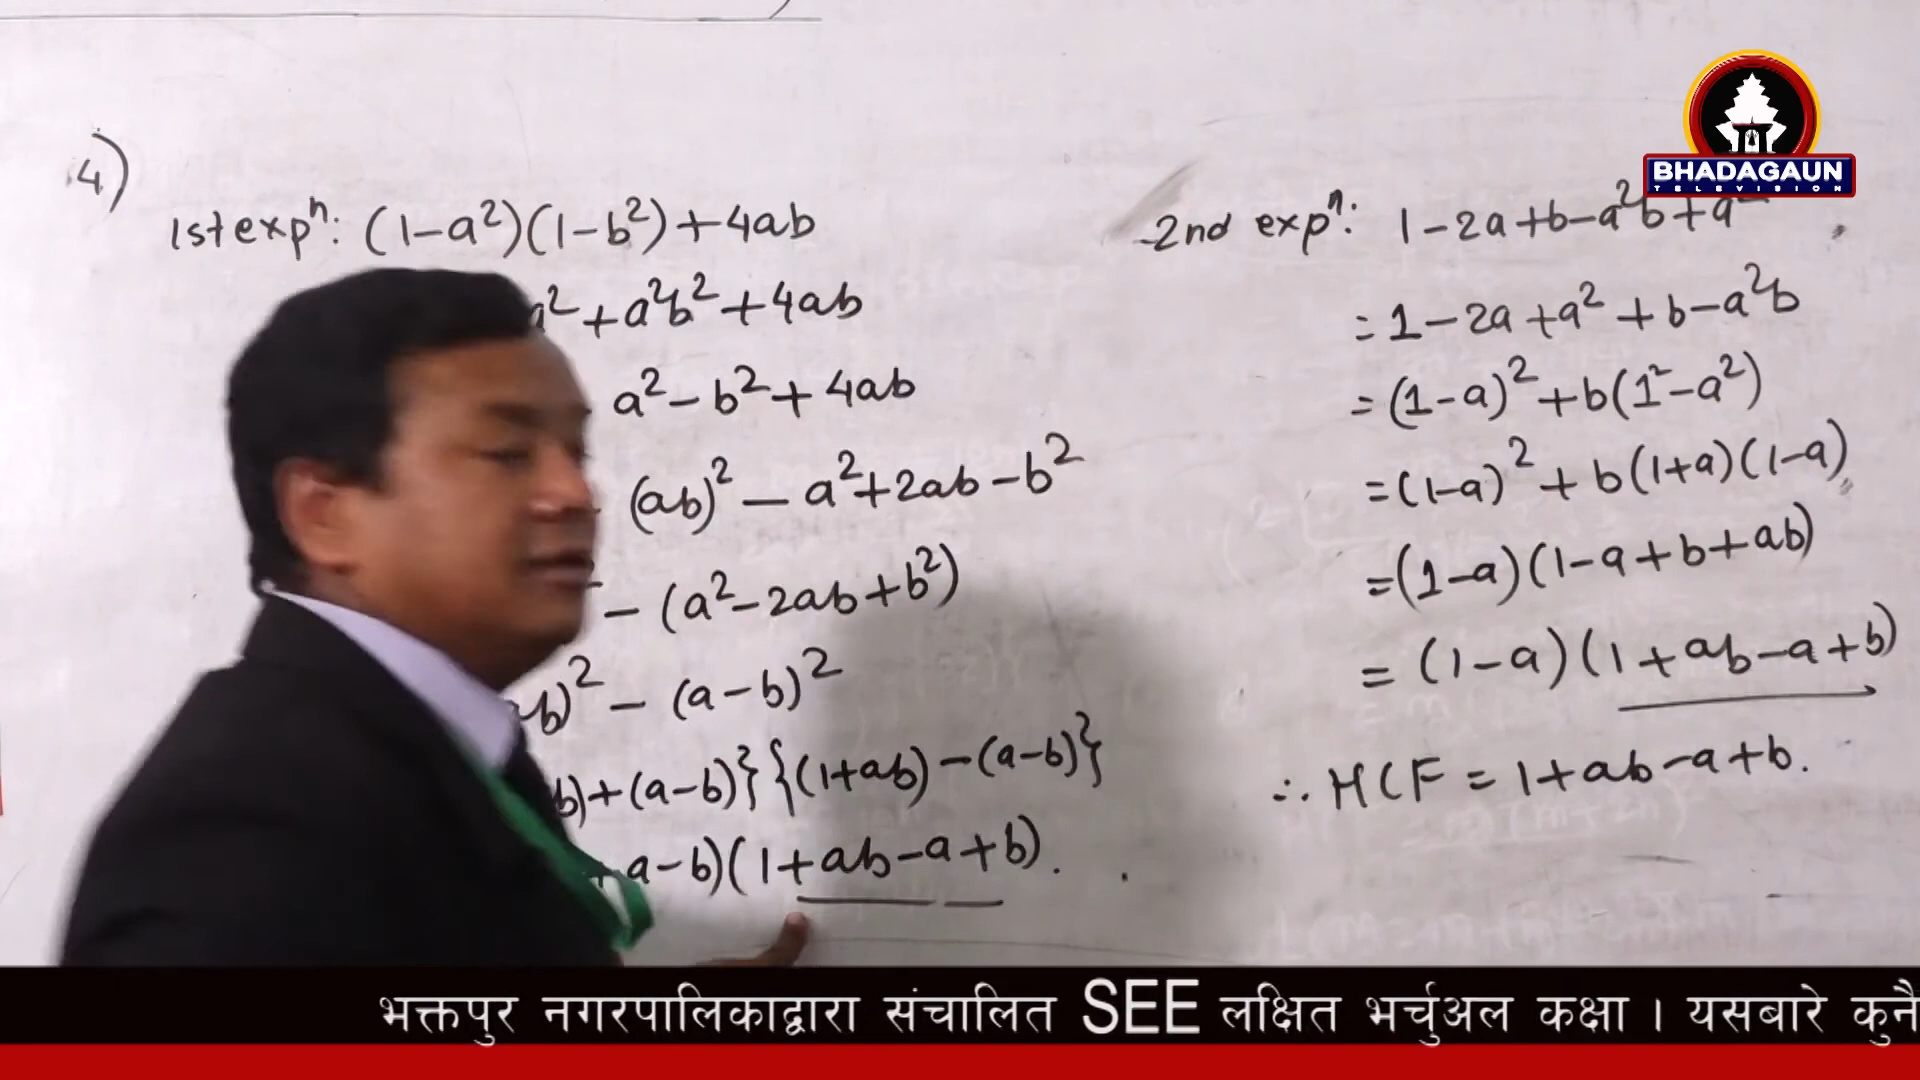 4)
1st expⁿ: (1-a²)(1-b²)+4ab
a²+a²b²+4ab
a²-b²+4ab
(ab)²-a²+2ab-b²
-(a²-2ab+b²)
b)²-(a-b)²
b)+(a-b)}{(1+ab)-(a-b)}
+a-b)(1+ab-a+b).
2nd expⁿ: 1-2a+b-a²b+a²
=1-2a+a²+b-a²b
=(1-a)²+b(1²-a²)
=(1-a)²+b(1+a)(1-a)
=(1-a)(1-a+b+ab)
=(1-a)(1+ab-a+b)
∴ HCF=1+ab-a+b.
BHADAGAUN
TELEVISION
भक्तपुर नगरपालिकाद्वारा संचालित SEE लक्षित भर्चुअल कक्षा । यसबारे कुनै